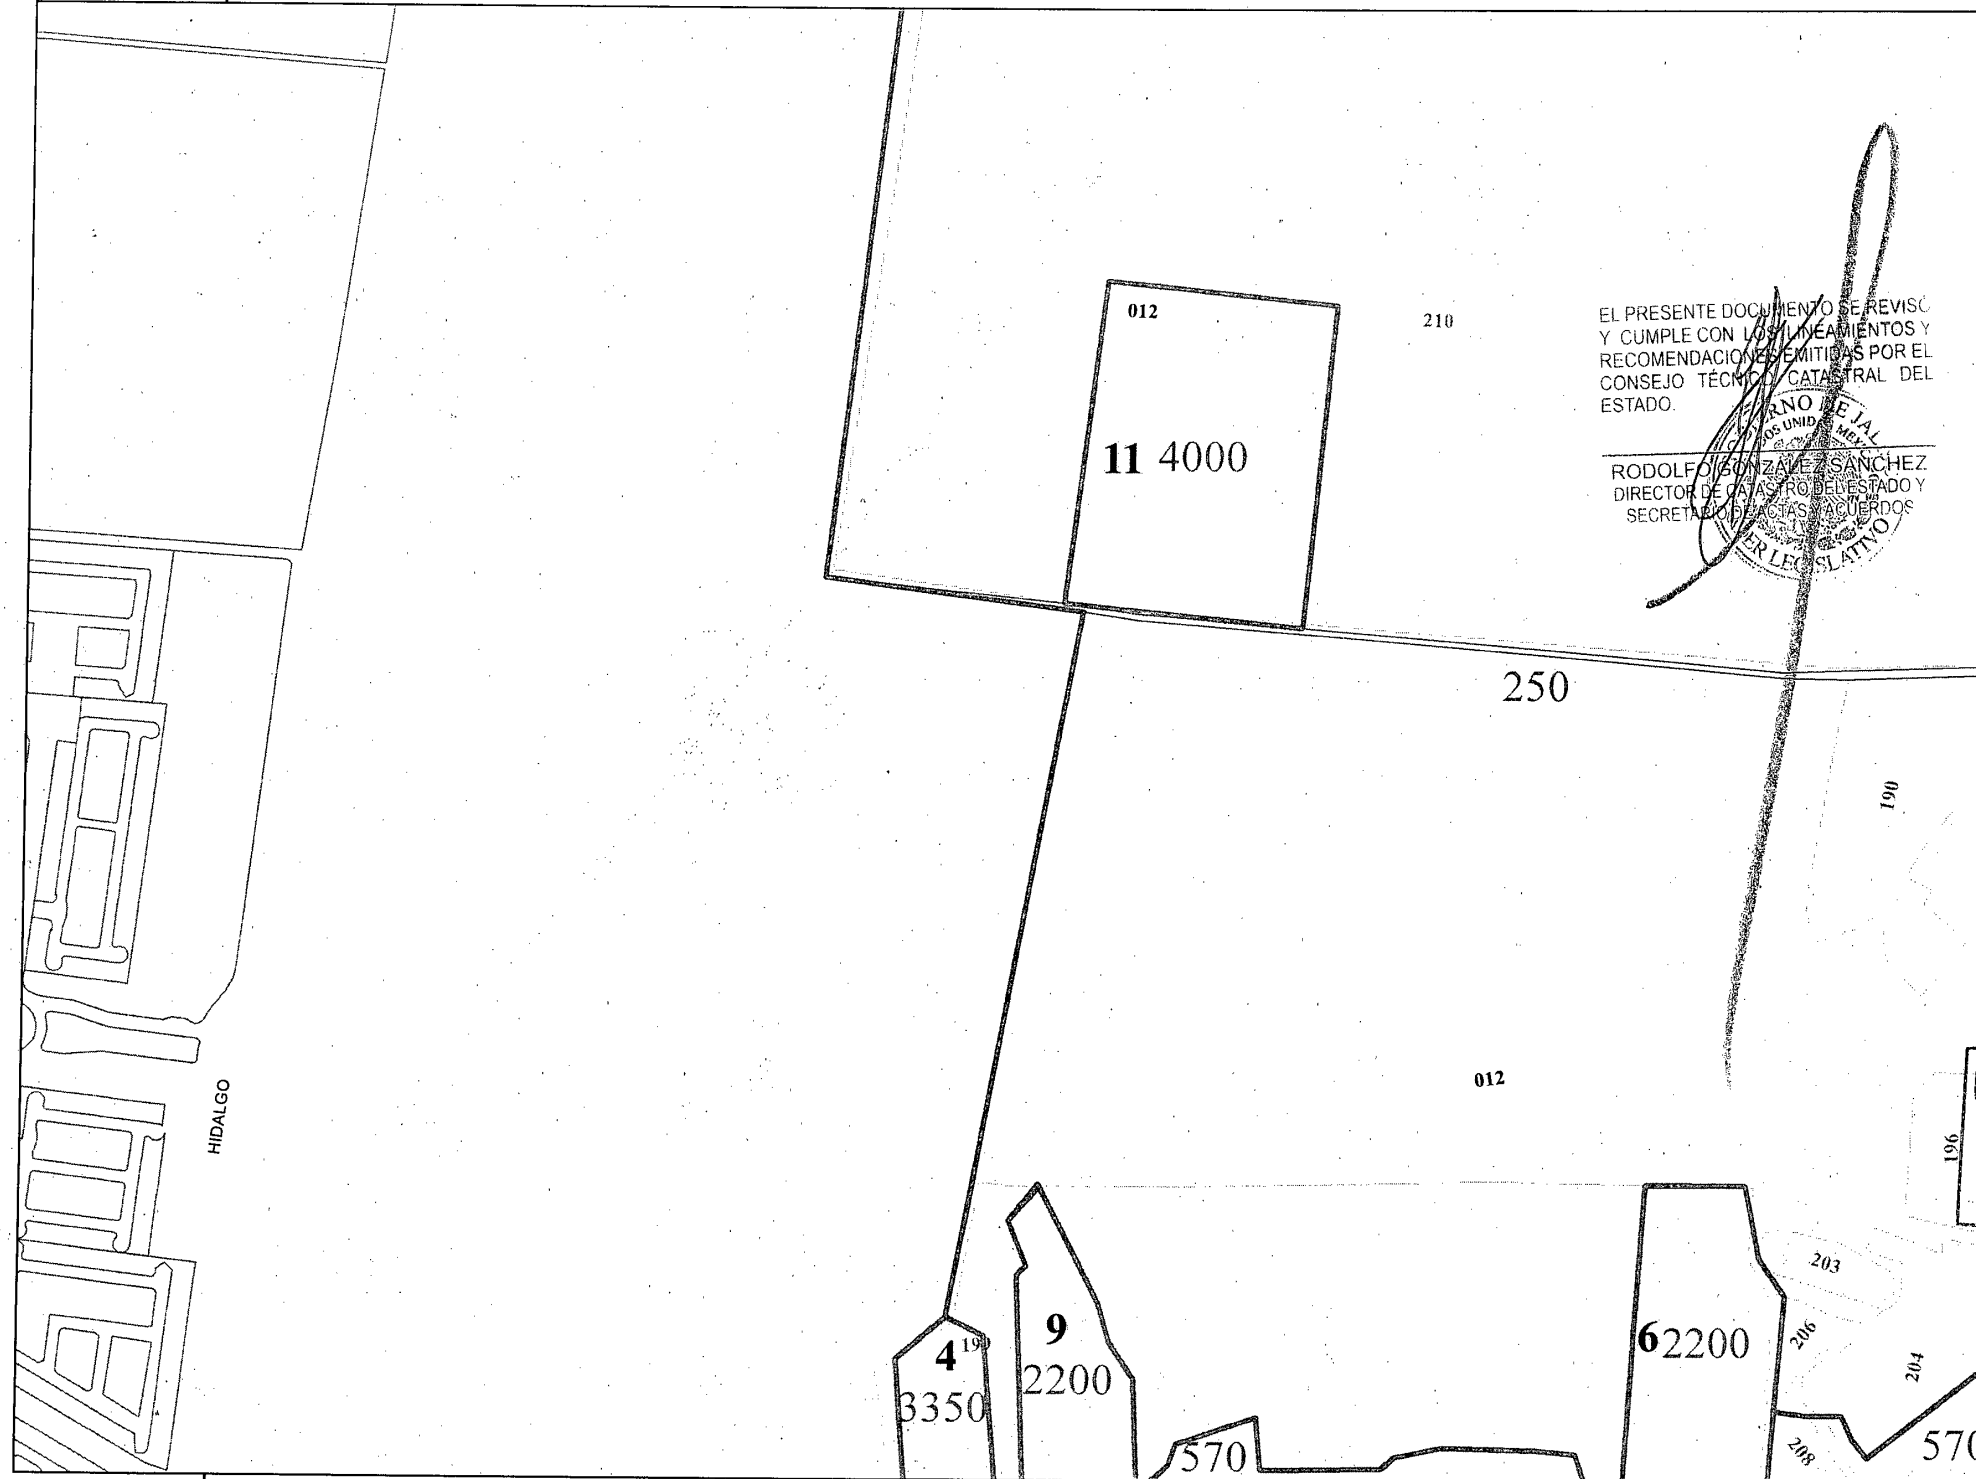 012
210
11 4000
EL PRESENTE DOCUMENTO SE REVISÓ
Y CUMPLE CON LOS LINEAMIENTOS Y
RECOMENDACIONES EMITIDAS POR EL
CONSEJO TÉCNICO CATASTRAL DEL
ESTADO.
RODOLFO GONZÁLEZ SÁNCHEZ
DIRECTOR DE CATASTRO DEL ESTADO Y
SECRETARIO DE ACTAS Y ACUERDOS
250
190
012
HIDALGO
196
203
206
204
208
4
3350
9
2200
6 2200
570
570